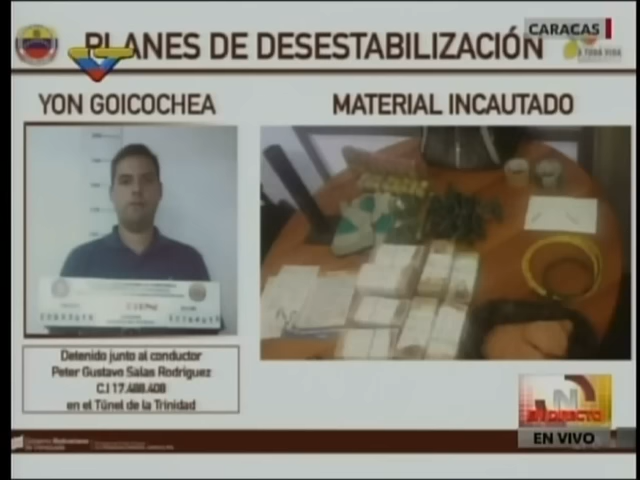 CARACAS
PLANES DE DESESTABILIZACIÓN
YON GOICOCHEA
MATERIAL INCAUTADO
Detenido junto al conductor
Peter Gustavo Salas Rodríguez
C.I 17.488.408
en el Túnel de la Trinidad
EN DIRECTO
EN VIVO